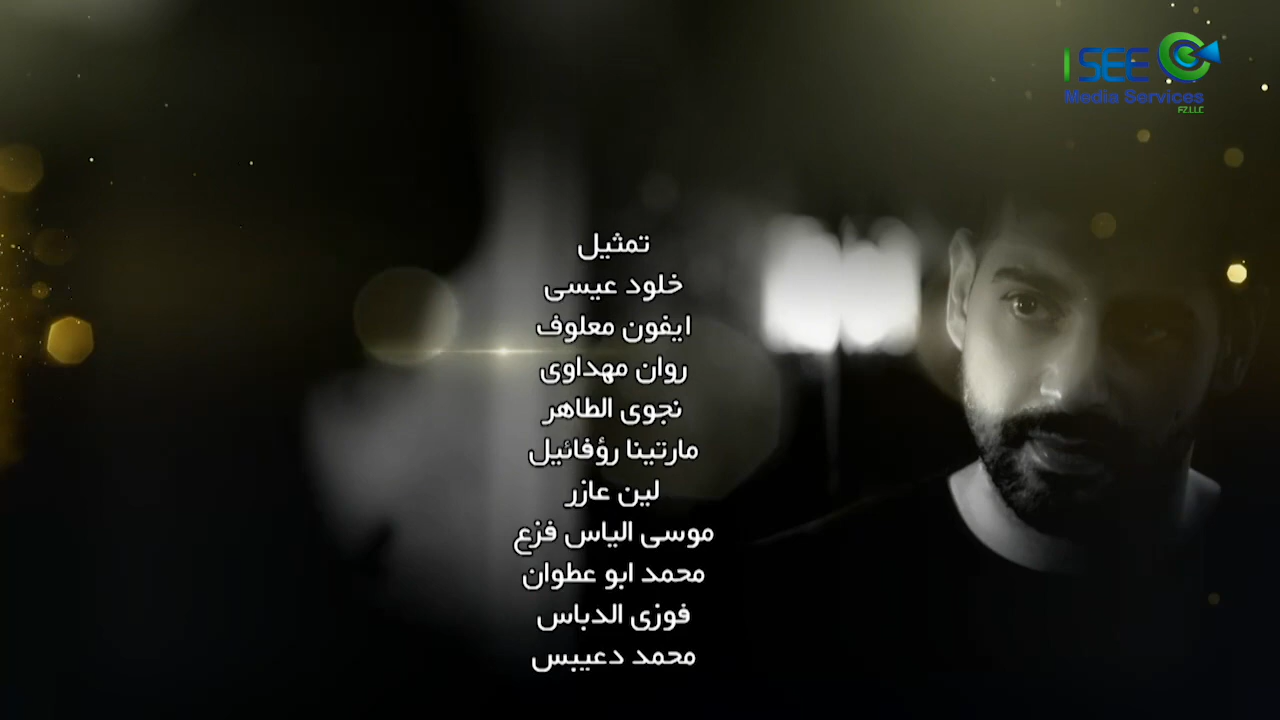 I SEE
Media Services
FZ.LLC
تمثيل
خلود عيسى
ايفون معلوف
روان مهداوى
نجوى الطاهر
مارتينا رؤفائيل
لين عازر
موسى الياس فزع
محمد ابو عطوان
فوزى الدباس
محمد دعيبس